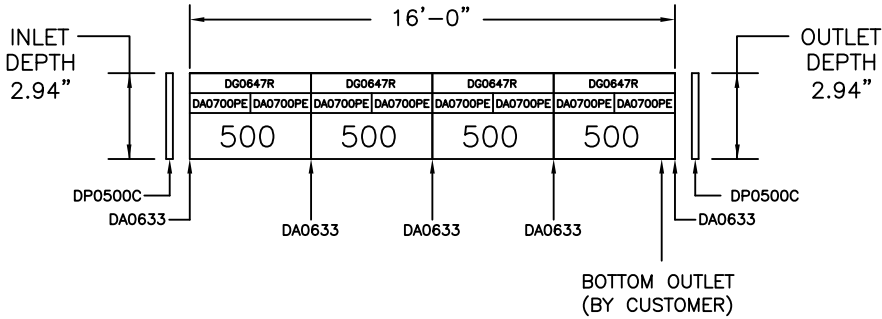 16'-0"
INLET
DEPTH
2.94"
OUTLET
DEPTH
2.94"
DG0647R DG0647R DG0647R DG0647R
DA0700PE DA0700PE DA0700PE DA0700PE DA0700PE DA0700PE DA0700PE DA0700PE
500 500 500 500
DP0500C DP0500C
DA0633 DA0633
DA0633 DA0633 DA0633
BOTTOM OUTLET
(BY CUSTOMER)